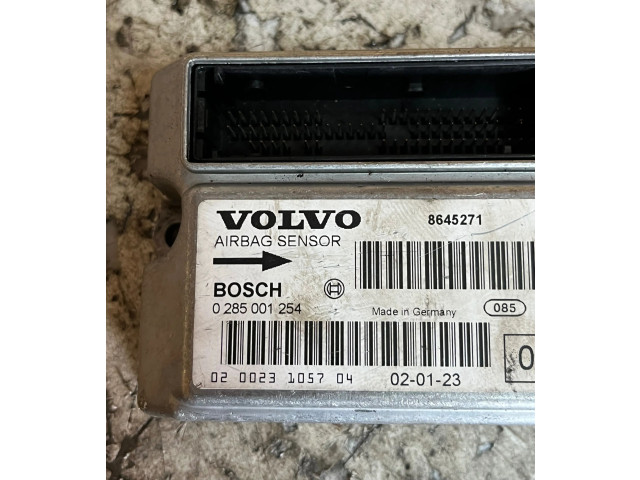 VOLVO 8645271
AIRBAG SENSOR
BOSCH
0 285 001 254 Made in Germany 085
02 0023 1057 04 02-01-23
0